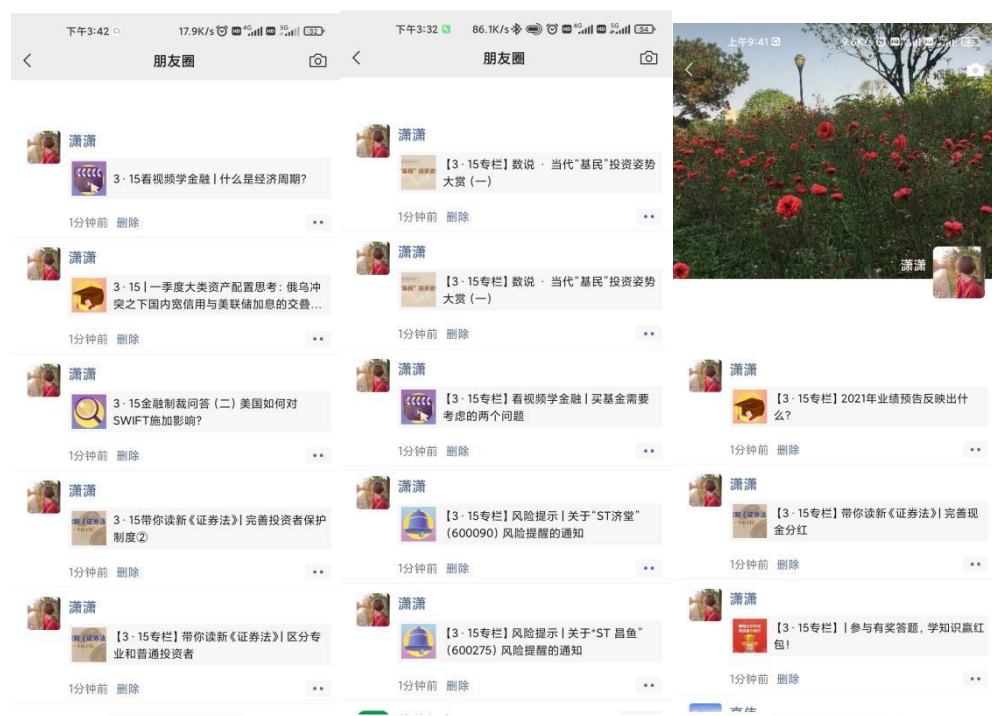 下午3:42
17.9K/s
4G
5G
32
朋友圈
潇潇
3·15看视频学金融 | 什么是经济周期?
1分钟前 删除
潇潇
3·15 | 一季度大类资产配置思考: 俄乌冲
突之下国内宽信用与美联储加息的交叠...
1分钟前 删除
潇潇
3·15金融制裁问答 (二) 美国如何对
SWIFT施加影响?
1分钟前 删除
潇潇
3·15带你读新《证券法》| 完善投资者保护
制度②
1分钟前 删除
潇潇
【3·15专栏】带你读新《证券法》| 区分专
业和普通投资者
1分钟前 删除
下午3:32
86.1K/s
4G
5G
54
朋友圈
潇潇
【3·15专栏】数说 · 当代“基民”投资姿势
大赏 (一)
1分钟前 删除
潇潇
【3·15专栏】数说 · 当代“基民”投资姿势
大赏 (一)
1分钟前 删除
潇潇
【3·15专栏】看视频学金融 | 买基金需要
考虑的两个问题
1分钟前 删除
潇潇
【3·15专栏】风险提示 | 关于“ST济堂”
(600090) 风险提醒的通知
1分钟前 删除
潇潇
【3·15专栏】风险提示 | 关于“*ST 昌鱼”
(600275) 风险提醒的通知
1分钟前 删除
上午9:41
9.6K/s
潇潇
潇潇
【3·15专栏】2021年业绩预告反映出什
么?
1分钟前 删除
潇潇
【3·15专栏】带你读新《证券法》| 完善现
金分红
1分钟前 删除
潇潇
【3·15专栏】| 参与有奖答题, 学知识赢红
包!
1分钟前 删除